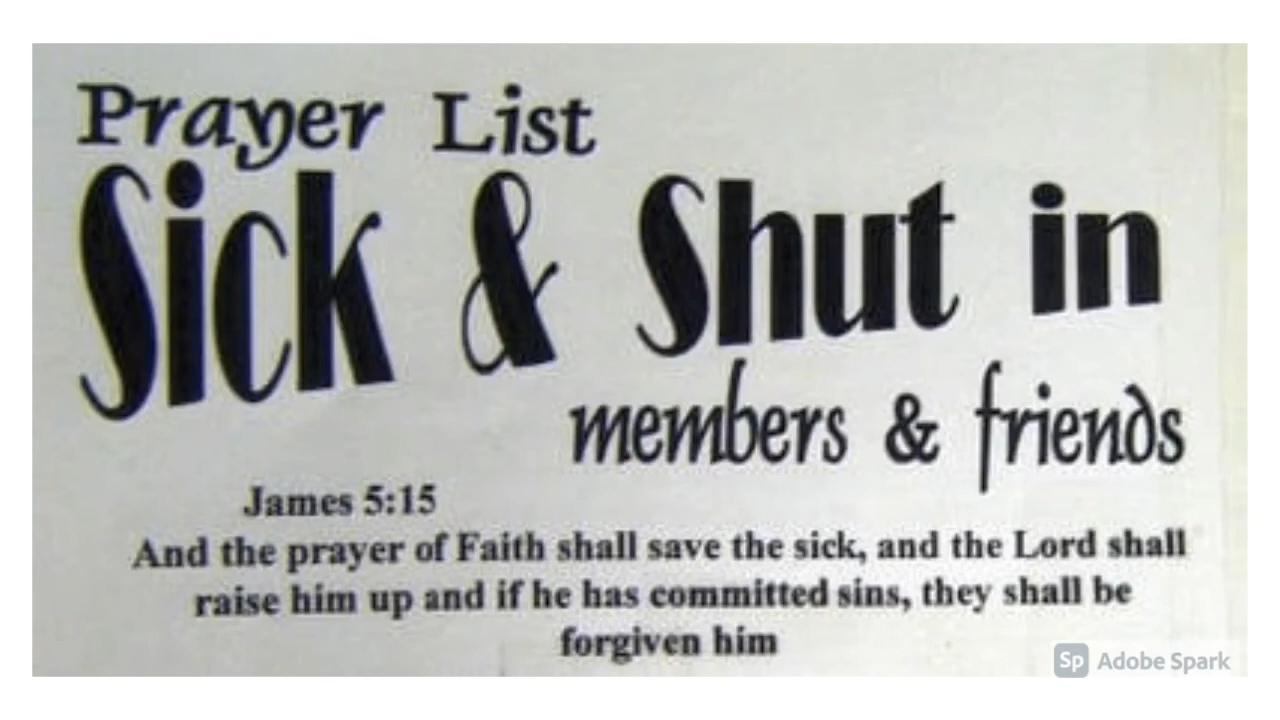 Prayer List
Sick & Shut in
members & friends
James 5:15
And the prayer of Faith shall save the sick, and the Lord shall
raise him up and if he has committed sins, they shall be
forgiven him
Sp Adobe Spark